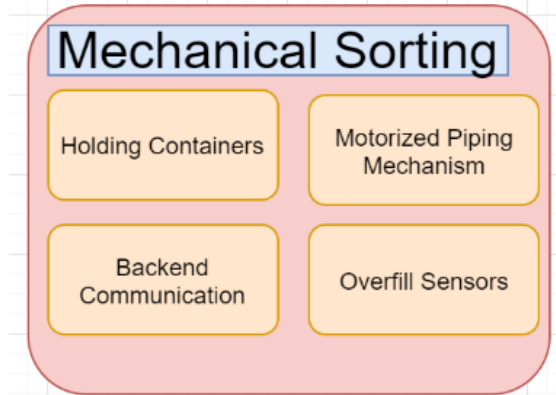 Mechanical Sorting
Holding Containers
Motorized Piping
Mechanism
Backend
Communication
Overfill Sensors